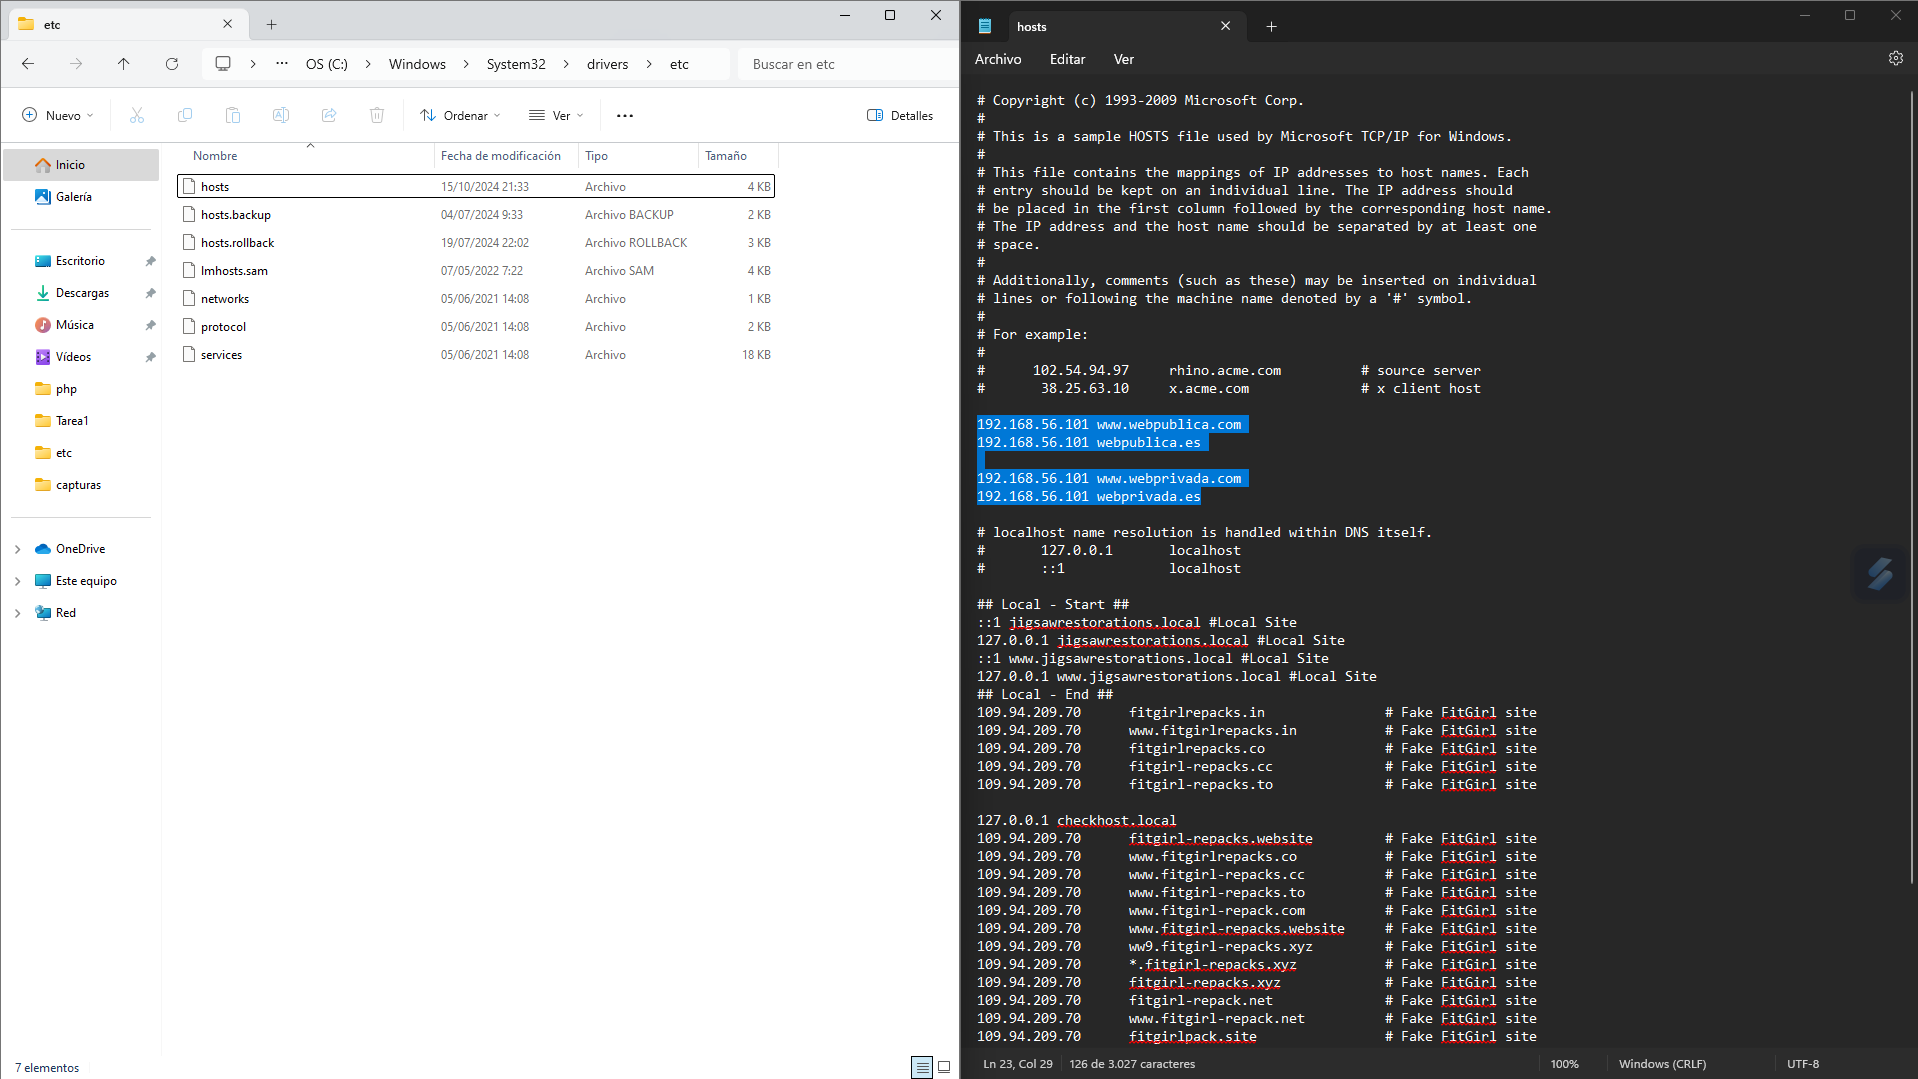 etc
OS (C:) Windows System32 drivers etc
Buscar en etc
Nuevo
Ordenar
Ver
Detalles
Nombre Fecha de modificación Tipo Tamaño
hosts 15/10/2024 21:33 Archivo 4 KB
hosts.backup 04/07/2024 9:33 Archivo BACKUP 2 KB
hosts.rollback 19/07/2024 22:02 Archivo ROLLBACK 3 KB
lmhosts.sam 07/05/2022 7:22 Archivo SAM 4 KB
networks 05/06/2021 14:08 Archivo 1 KB
protocol 05/06/2021 14:08 Archivo 2 KB
services 05/06/2021 14:08 Archivo 18 KB
Inicio
Galería
Escritorio
Descargas
Música
Vídeos
php
Tarea1
etc
capturas
OneDrive
Este equipo
Red
7 elementos
hosts
Archivo Editar Ver
# Copyright (c) 1993-2009 Microsoft Corp.
#
# This is a sample HOSTS file used by Microsoft TCP/IP for Windows.
#
# This file contains the mappings of IP addresses to host names. Each
# entry should be kept on an individual line. The IP address should
# be placed in the first column followed by the corresponding host name.
# The IP address and the host name should be separated by at least one
# space.
#
# Additionally, comments (such as these) may be inserted on individual
# lines or following the machine name denoted by a '#' symbol.
#
# For example:
#
# 102.54.94.97 rhino.acme.com # source server
# 38.25.63.10 x.acme.com # x client host
192.168.56.101 www.webpublica.com
192.168.56.101 webpublica.es
192.168.56.101 www.webprivada.com
192.168.56.101 webprivada.es
# localhost name resolution is handled within DNS itself.
# 127.0.0.1 localhost
# ::1 localhost
## Local - Start ##
::1 jigsawrestorations.local #Local Site
127.0.0.1 jigsawrestorations.local #Local Site
::1 www.jigsawrestorations.local #Local Site
127.0.0.1 www.jigsawrestorations.local #Local Site
## Local - End ##
109.94.209.70 fitgirlrepacks.in # Fake FitGirl site
109.94.209.70 www.fitgirlrepacks.in # Fake FitGirl site
109.94.209.70 fitgirlrepacks.co # Fake FitGirl site
109.94.209.70 fitgirl-repacks.cc # Fake FitGirl site
109.94.209.70 fitgirl-repacks.to # Fake FitGirl site
127.0.0.1 checkhost.local
109.94.209.70 fitgirl-repacks.website # Fake FitGirl site
109.94.209.70 www.fitgirlrepacks.co # Fake FitGirl site
109.94.209.70 www.fitgirl-repacks.cc # Fake FitGirl site
109.94.209.70 www.fitgirl-repacks.to # Fake FitGirl site
109.94.209.70 www.fitgirl-repack.com # Fake FitGirl site
109.94.209.70 www.fitgirl-repacks.website # Fake FitGirl site
109.94.209.70 ww9.fitgirl-repacks.xyz # Fake FitGirl site
109.94.209.70 *.fitgirl-repacks.xyz # Fake FitGirl site
109.94.209.70 fitgirl-repacks.xyz # Fake FitGirl site
109.94.209.70 fitgirl-repack.net # Fake FitGirl site
109.94.209.70 www.fitgirl-repack.net # Fake FitGirl site
109.94.209.70 fitgirlpack.site # Fake FitGirl site
Ln 23, Col 29 126 de 3.027 caracteres 100% Windows (CRLF) UTF-8